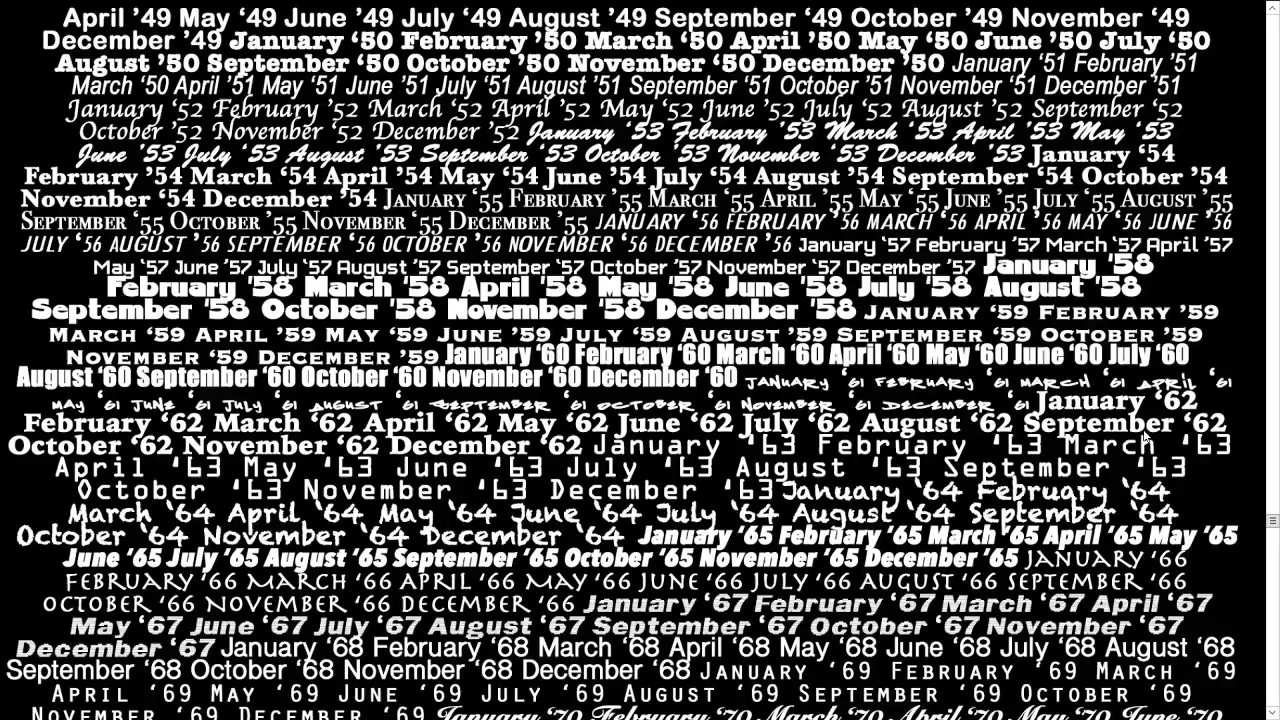 April '49 May '49 June '49 July '49 August '49 September '49 October '49 November '49
December '49 January '50 February '50 March '50 April '50 May '50 June '50 July '50
August '50 September '50 October '50 November '50 December '50 January '51 February '51
March '50 April '51 May '51 June '51 July '51 August '51 September '51 October '51 November '51 December '51
January '52 February '52 March '52 April '52 May '52 June '52 July '52 August '52 September '52
October '52 November '52 December '52 January '53 February '53 March '53 April '53 May '53
June '53 July '53 August '53 September '53 October '53 November '53 December '53 January '54
February '54 March '54 April '54 May '54 June '54 July '54 August '54 September '54 October '54
November '54 December '54 January '55 February '55 March '55 April '55 May '55 June '55 July '55 August '55
September '55 October '55 November '55 December '55 JANUARY '56 FEBRUARY '56 MARCH '56 APRIL '56 MAY '56 JUNE '56
JULY '56 AUGUST '56 SEPTEMBER '56 OCTOBER '56 NOVEMBER '56 DECEMBER '56 January '57 February '57 March '57 April '57
May '57 June '57 July '57 August '57 September '57 October '57 November '57 December '57 January '58
February '58 March '58 April '58 May '58 June '58 July '58 August '58
September '58 October '58 November '58 December '58 January '59 February '59
March '59 April '59 May '59 June '59 July '59 August '59 September '59 October '59
November '59 December '59 January '60 February '60 March '60 April '60 May '60 June '60 July '60
August '60 September '60 October '60 November '60 December '60 January '61 February '61 March '61 April '61
May '61 June '61 July '61 August '61 September '61 October '61 November '61 December '61 January '62
February '62 March '62 April '62 May '62 June '62 July '62 August '62 September '62
October '62 November '62 December '62 January '63 February '63 March '63
April '63 May '63 June '63 July '63 August '63 September '63
October '63 November '63 December '63 January '64 February '64
March '64 April '64 May '64 June '64 July '64 August '64 September '64
October '64 November '64 December '64 January '65 February '65 March '65 April '65 May '65
June '65 July '65 August '65 September '65 October '65 November '65 December '65 January '66
February '66 March '66 April '66 May '66 June '66 July '66 August '66 September '66
October '66 November '66 December '66 January '67 February '67 March '67 April '67
May '67 June '67 July '67 August '67 September '67 October '67 November '67
December '67 January '68 February '68 March '68 April '68 May '68 June '68 July '68 August '68
September '68 October '68 November '68 December '68 January '69 February '69 March '69
April '69 May '69 June '69 July '69 August '69 September '69 October '69
November '69 December '69 January '70 February '70 March '70 April '70 May '70 June '70